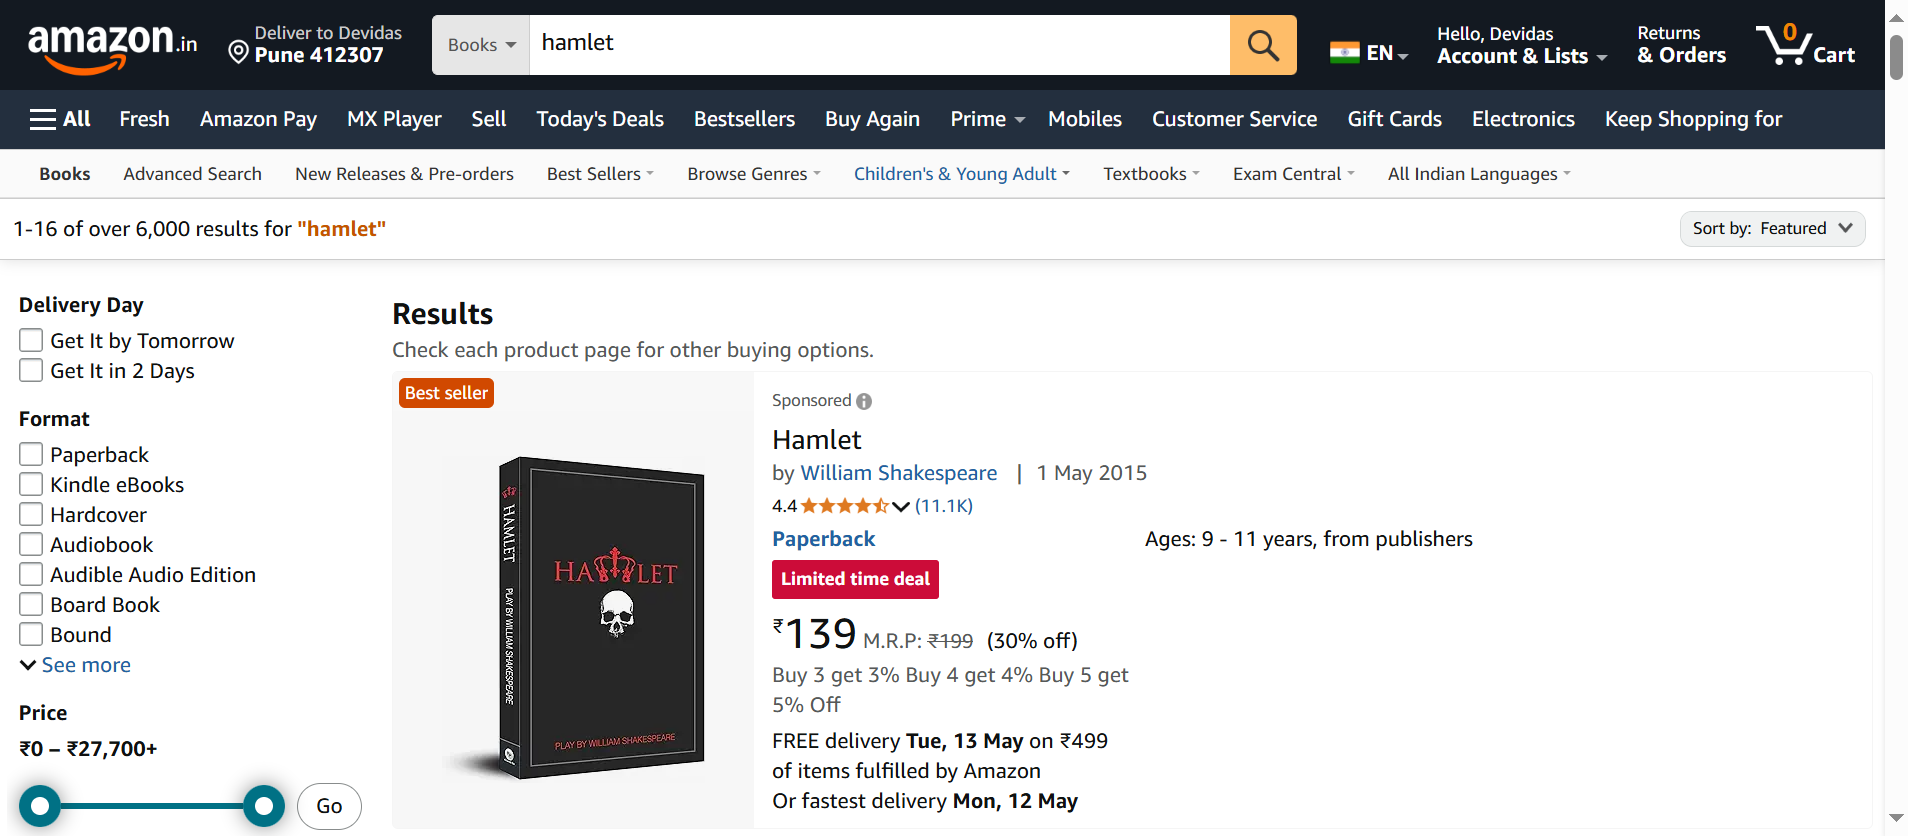 amazon.in
Deliver to Devidas
Pune 412307
Books
hamlet
EN
Hello, Devidas
Account & Lists
Returns
& Orders
0
Cart
All Fresh Amazon Pay MX Player Sell Today's Deals Bestsellers Buy Again Prime Mobiles Customer Service Gift Cards Electronics Keep Shopping for
Books Advanced Search New Releases & Pre-orders Best Sellers Browse Genres Children's & Young Adult Textbooks Exam Central All Indian Languages
1-16 of over 6,000 results for "hamlet"
Sort by: Featured
Delivery Day
Get It by Tomorrow
Get It in 2 Days
Format
Paperback
Kindle eBooks
Hardcover
Audiobook
Audible Audio Edition
Board Book
Bound
See more
Price
₹0 – ₹27,700+
Go
Results
Check each product page for other buying options.
Best seller
HAMLET
PLAY BY WILLIAM SHAKESPEARE
HAMLET
PLAY BY WILLIAM SHAKESPEARE
Sponsored
Hamlet
by William Shakespeare | 1 May 2015
4.4 (11.1K)
Paperback
Ages: 9 - 11 years, from publishers
Limited time deal
₹139 M.R.P: ₹199 (30% off)
Buy 3 get 3% Buy 4 get 4% Buy 5 get
5% Off
FREE delivery Tue, 13 May on ₹499
of items fulfilled by Amazon
Or fastest delivery Mon, 12 May